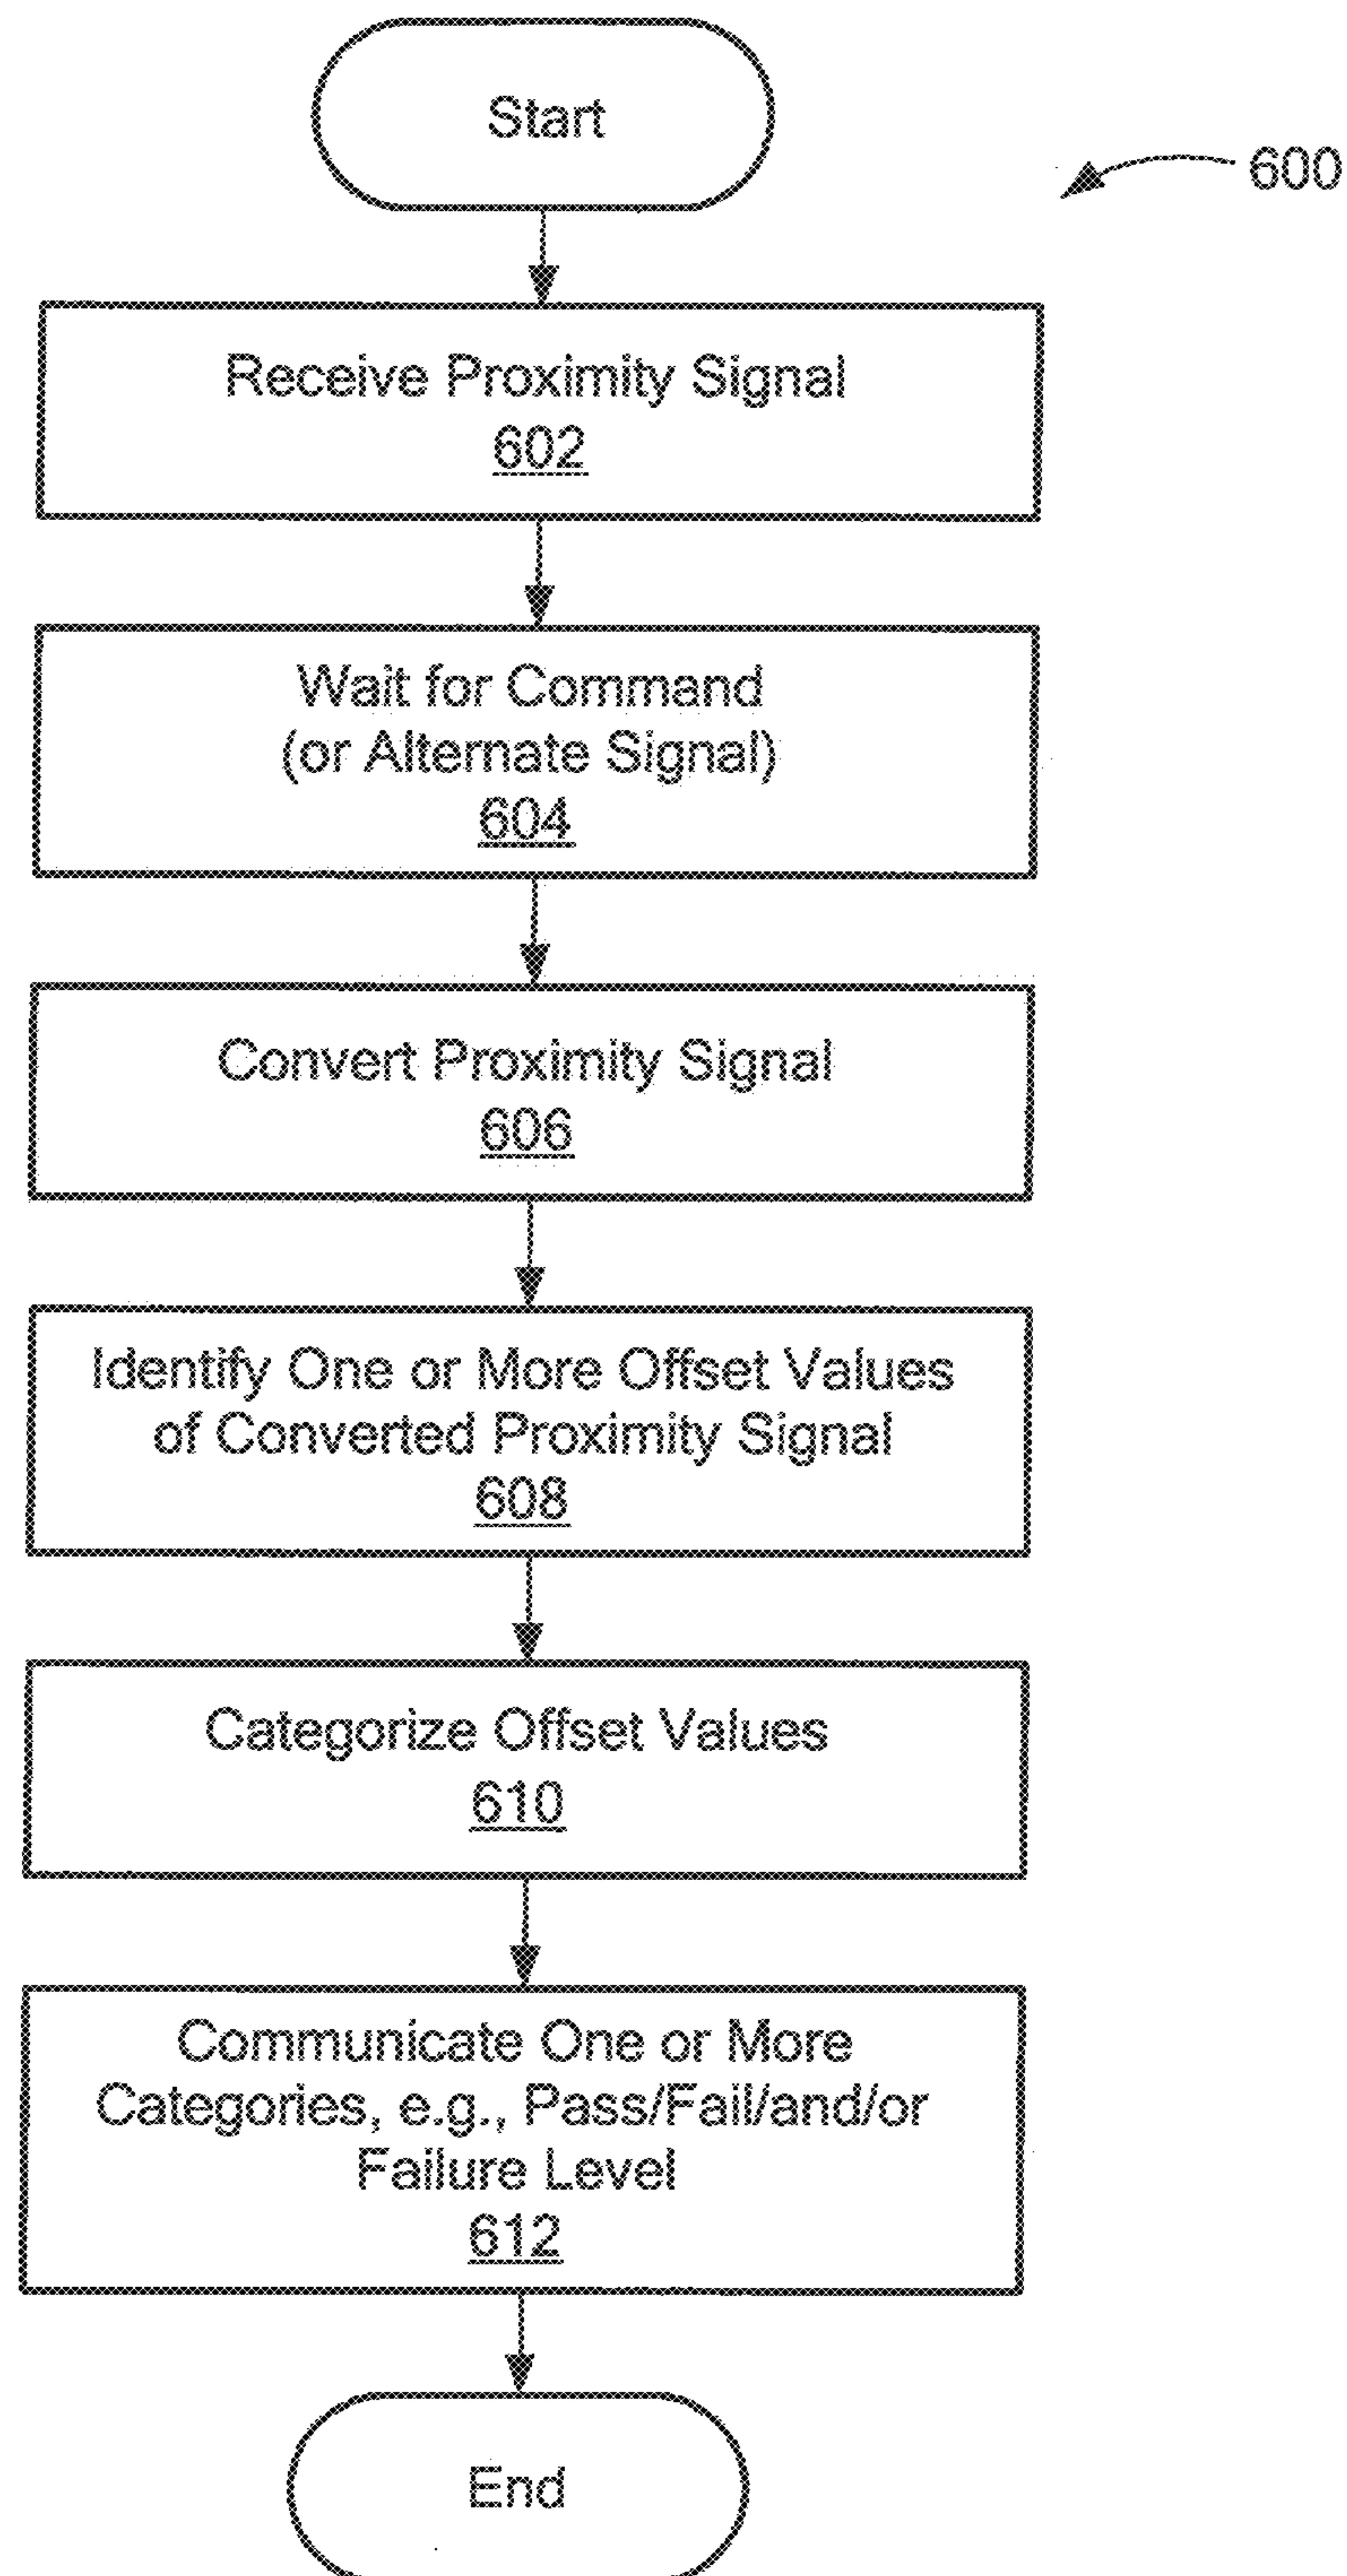 Start
600
Receive Proximity Signal
602
Wait for Command
(or Alternate Signal)
604
Convert Proximity Signal
606
Identify One or More Offset Values
of Converted Proximity Signal
608
Categorize Offset Values
610
Communicate One or More
Categories, e.g., Pass/Fail/and/or
Failure Level
612
End